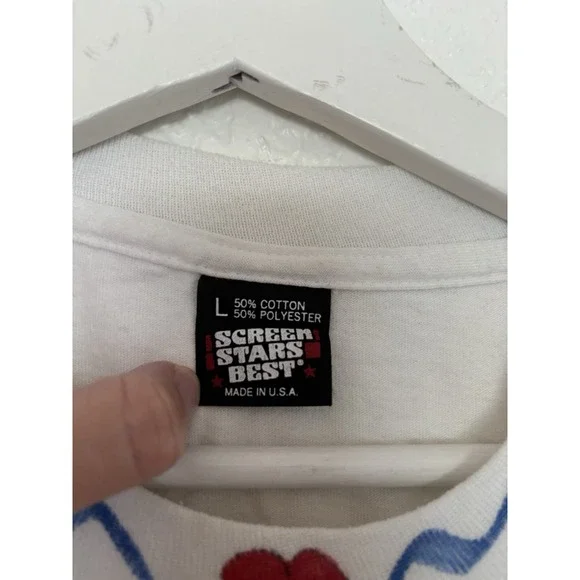 L 50% COTTON
50% POLYESTER
SCREEN
STARS
BEST®
MADE IN U.S.A.